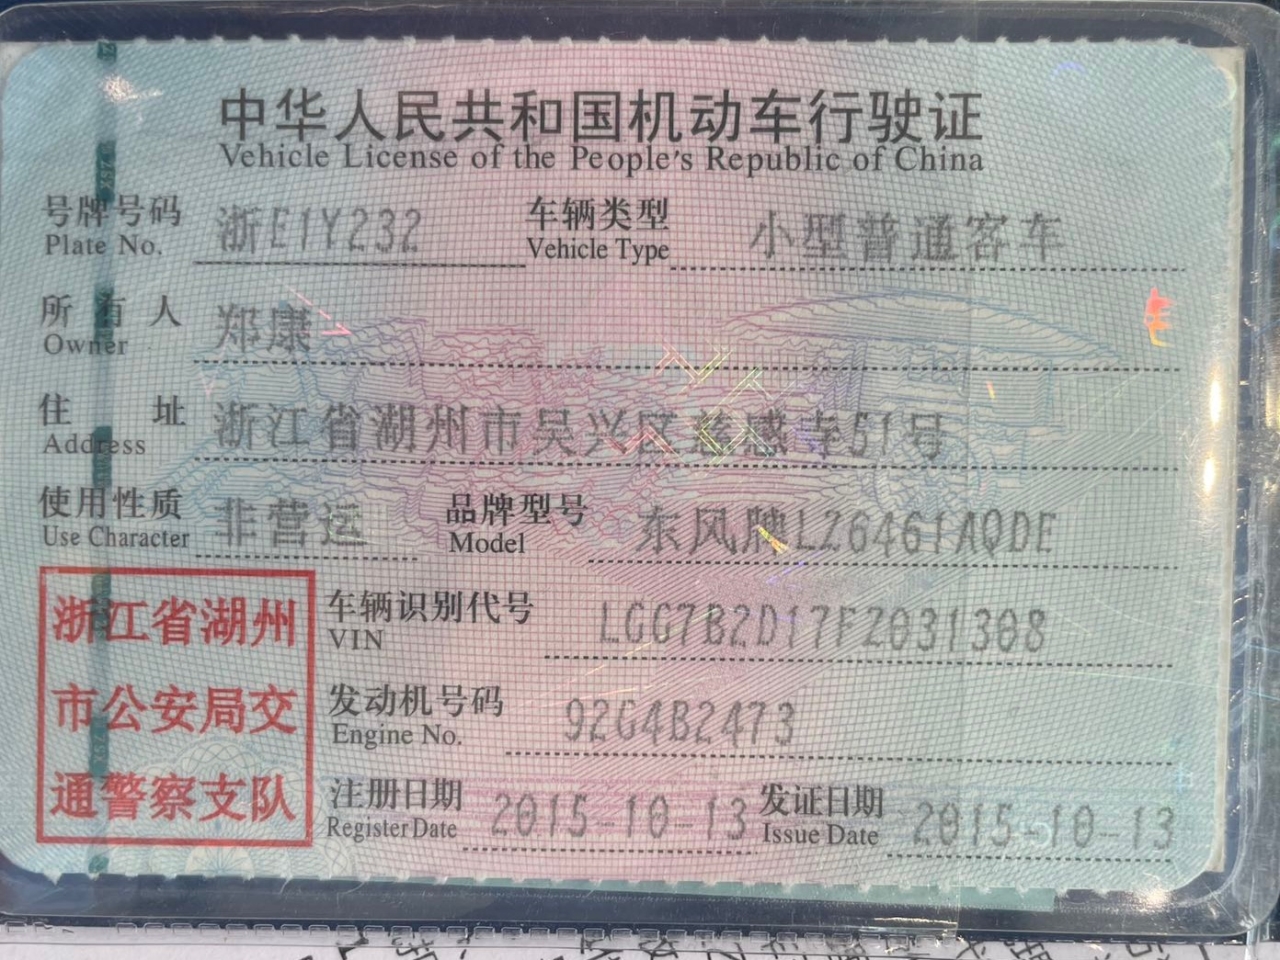 中华人民共和国机动车行驶证
Vehicle License of the People's Republic of China
号牌号码 浙E1Y232 车辆类型 小型普通客车
Plate No. Vehicle Type
所有人 郑康
Owner
住址 浙江省湖州市吴兴区慈感寺51号
Address
使用性质 非营运 品牌型号 东风牌LZ6461AQDE
Use Character Model
浙江省湖州
市公安局交
通警察支队
车辆识别代号 LGG7B2D17FZ031308
VIN
发动机号码 92G4B2473
Engine No.
注册日期 2015-10-13 发证日期 2015-10-13
Register Date Issue Date